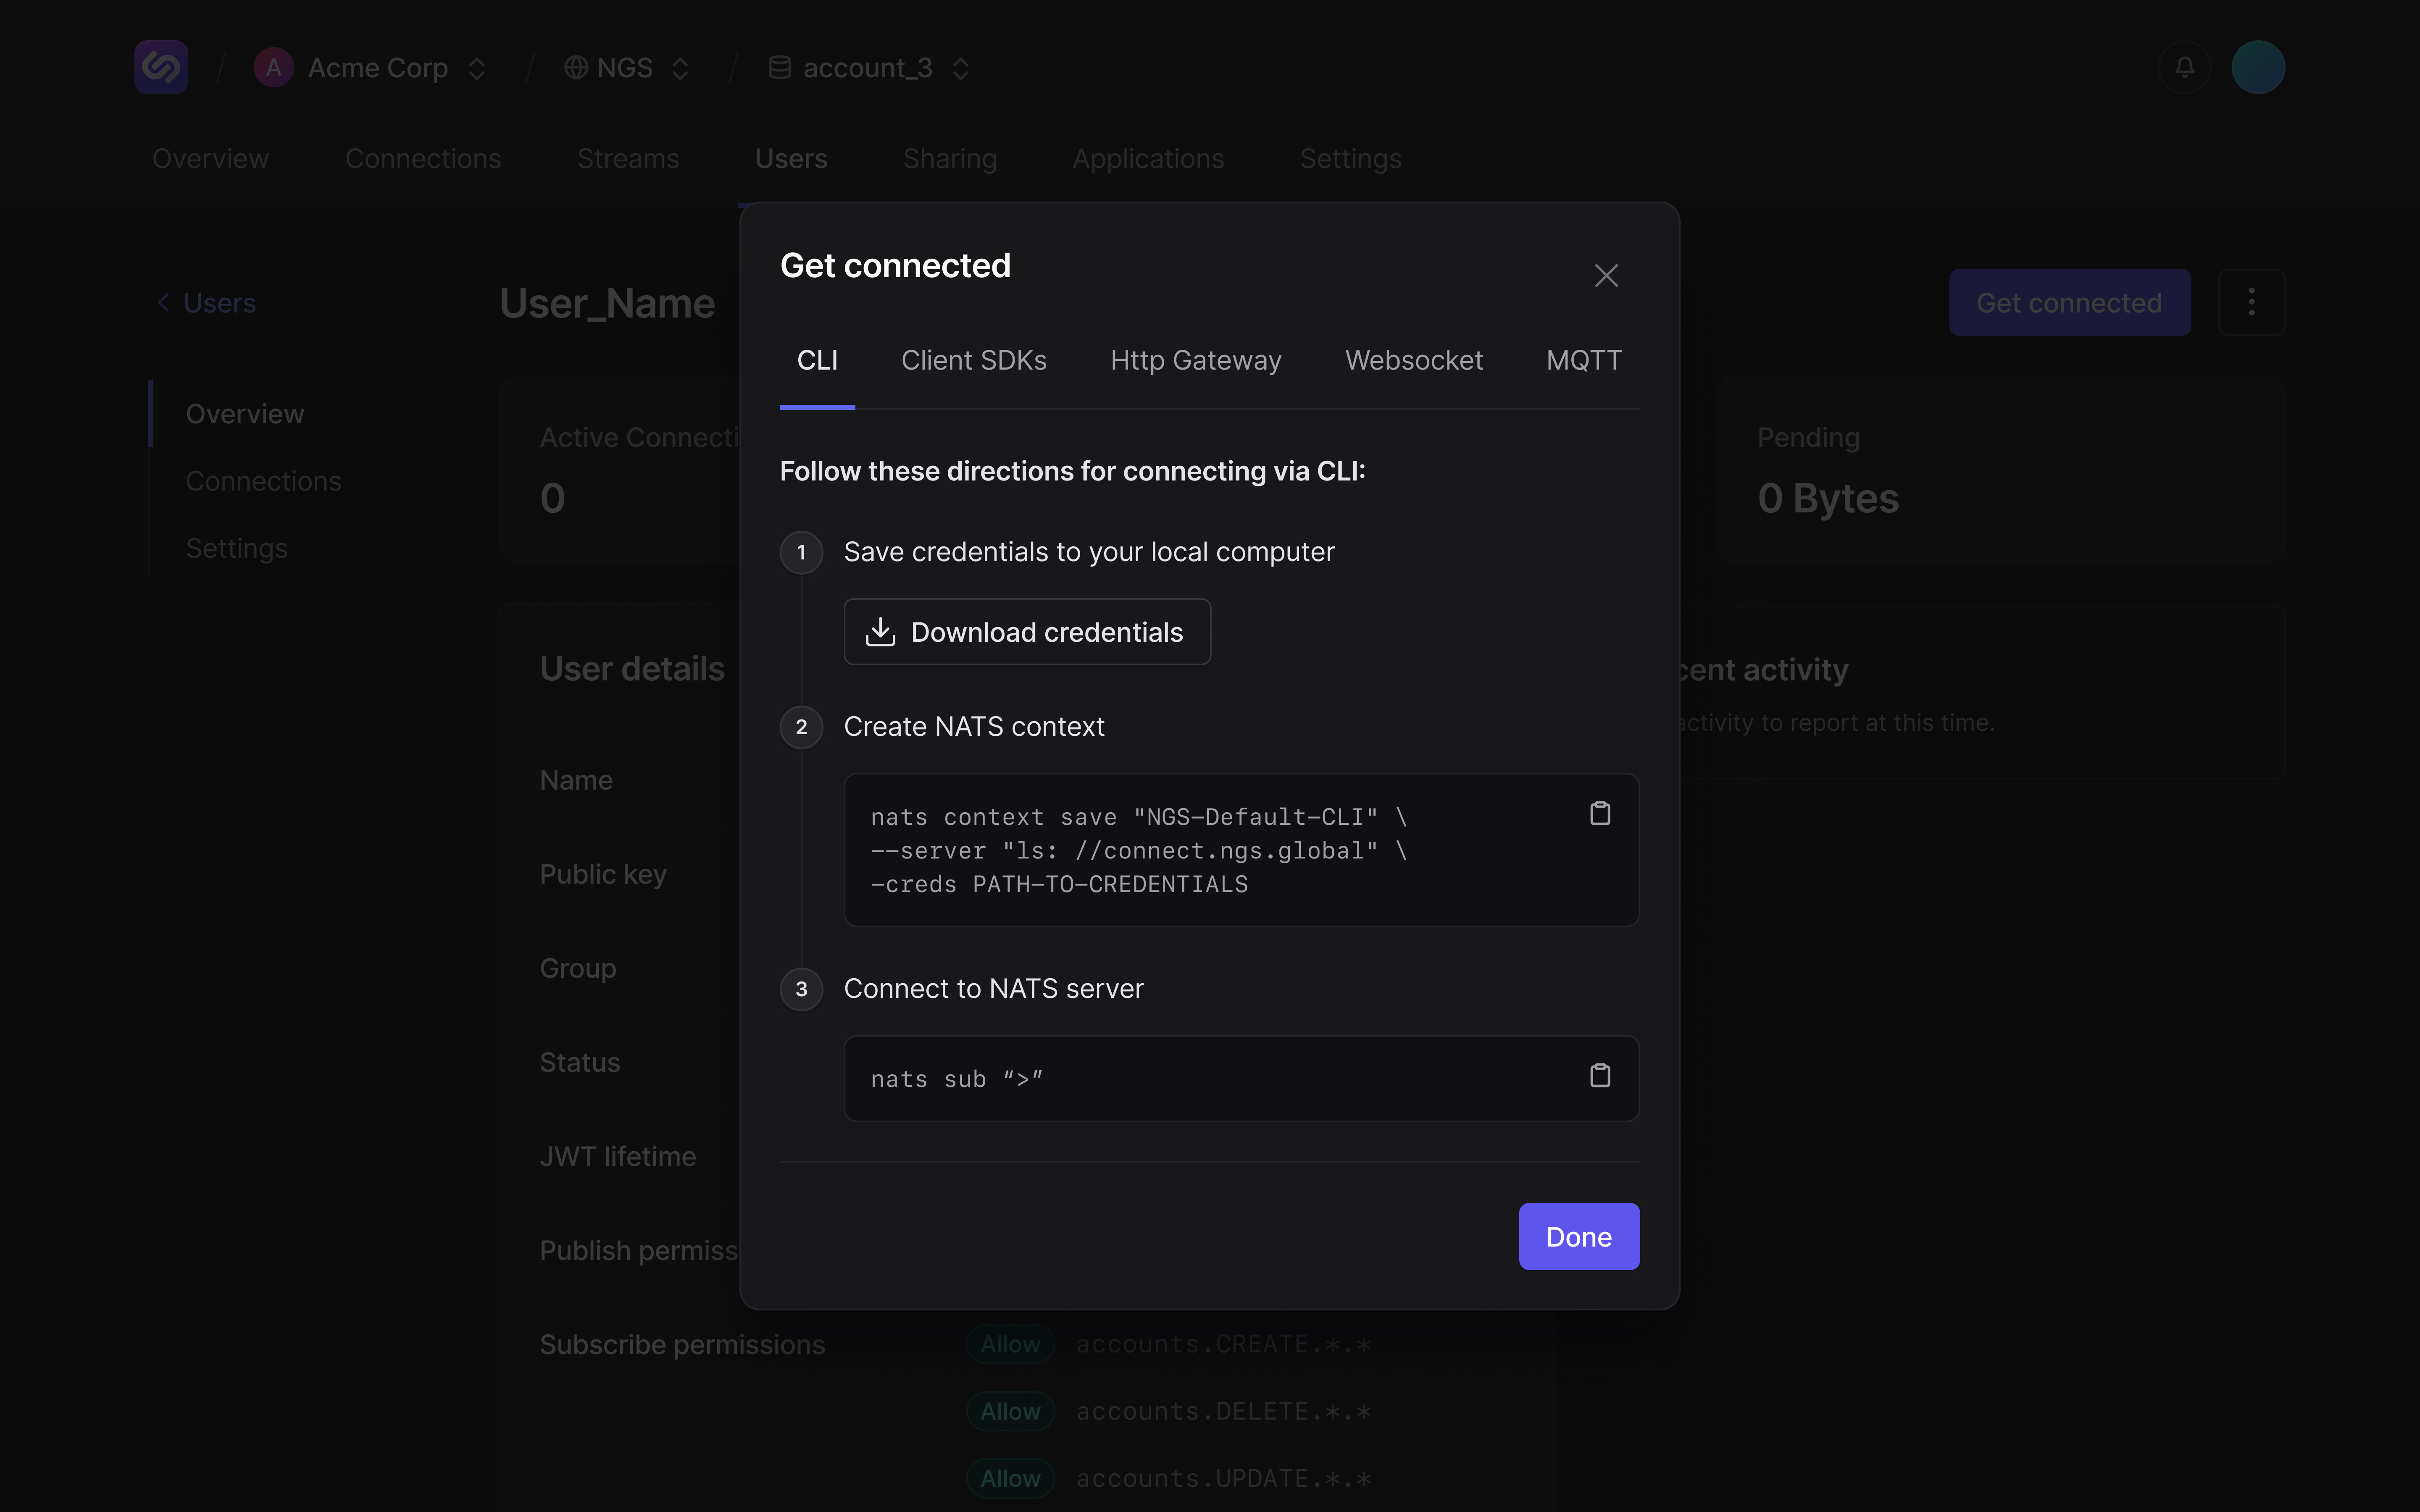 A Acme Corp / NGS / account_3
Overview Connections Streams Users Sharing Applications Settings
Users
Overview
Connections
Settings
User_Name
Get connected
Active Connecti
0
Pending
0 Bytes
User details
Name
Public key
Group
Status
JWT lifetime
Publish permiss
Subscribe permissions
Allow accounts.CREATE.*.*
Allow accounts.DELETE.*.*
Allow accounts.UPDATE.*.*
cent activity
activity to report at this time.
Get connected
CLI Client SDKs Http Gateway Websocket MQTT
Follow these directions for connecting via CLI:
1 Save credentials to your local computer
Download credentials
2 Create NATS context
nats context save "NGS-Default-CLI" \
--server "ls: //connect.ngs.global" \
-creds PATH-TO-CREDENTIALS
3 Connect to NATS server
nats sub “>”
Done